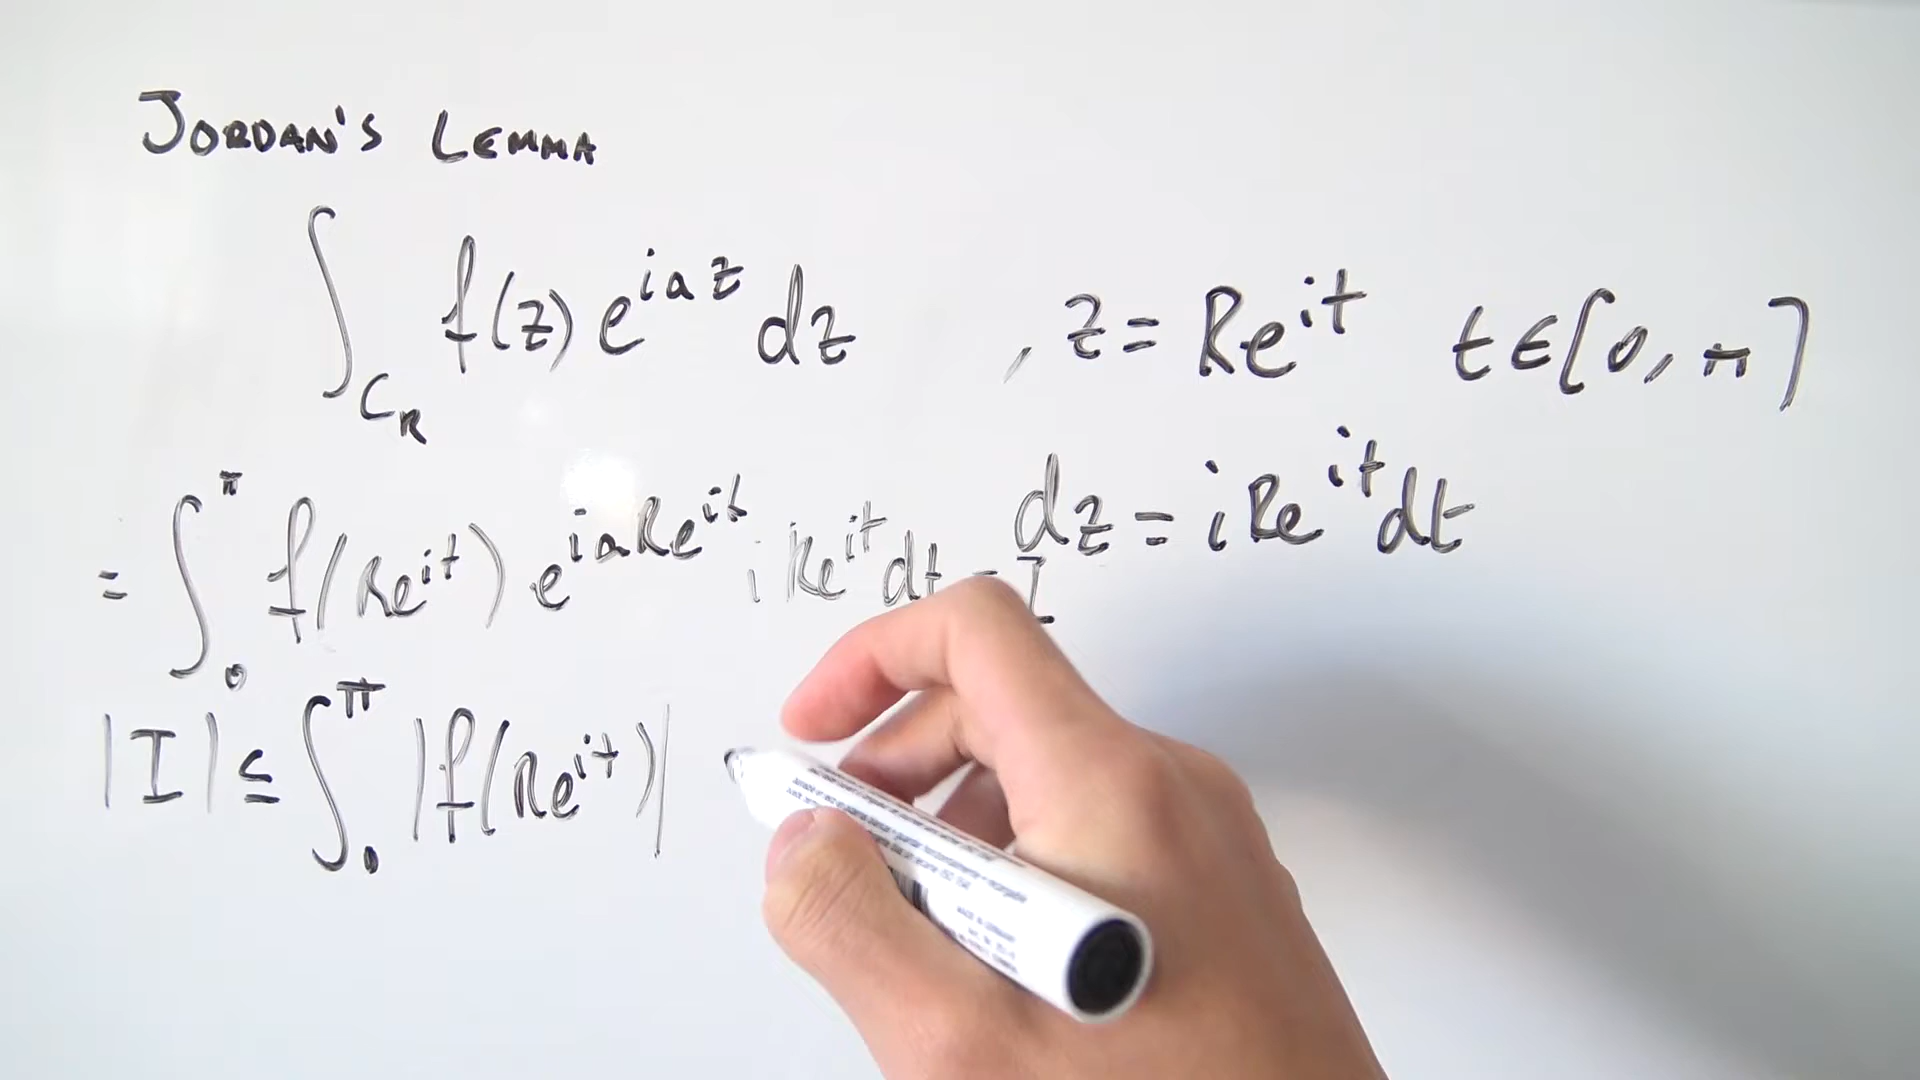 JORDAN'S LEMMA
∫_{C_R} f(z) e^{iaz} dz , z = Re^{it} t ∈ [0, π]
= ∫_0^π f(Re^{it}) e^{iaRe^{it}} iRe^{it} dt = I
dz = iRe^{it} dt
|I| ≤ ∫_0^π |f(Re^{it})|